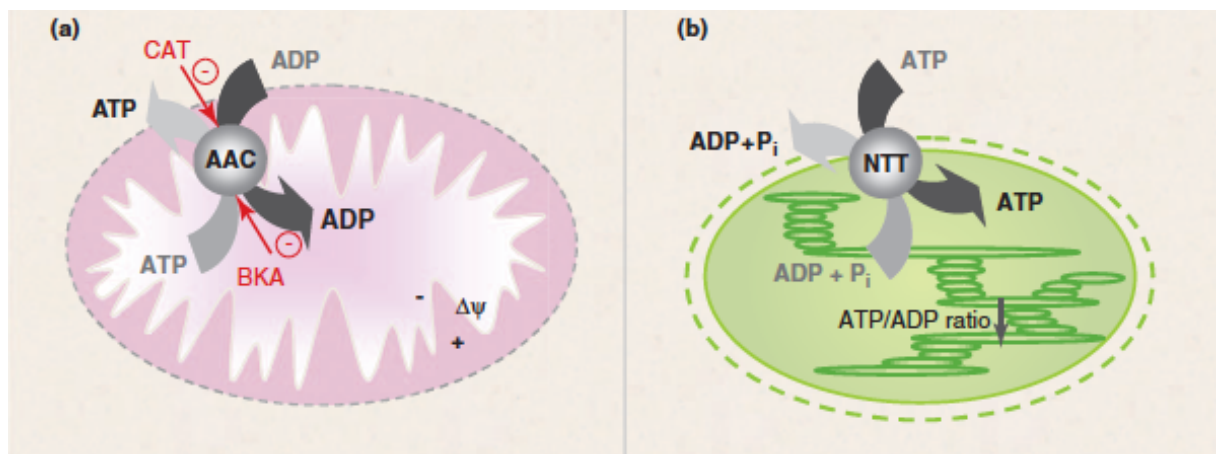 (a)
CAT
-
ADP
ATP
AAC
ADP
-
ATP
BKA
- Δψ
+
(b)
ATP
ADP+Pᵢ
NTT
ATP
ADP + Pᵢ
ATP/ADP ratio